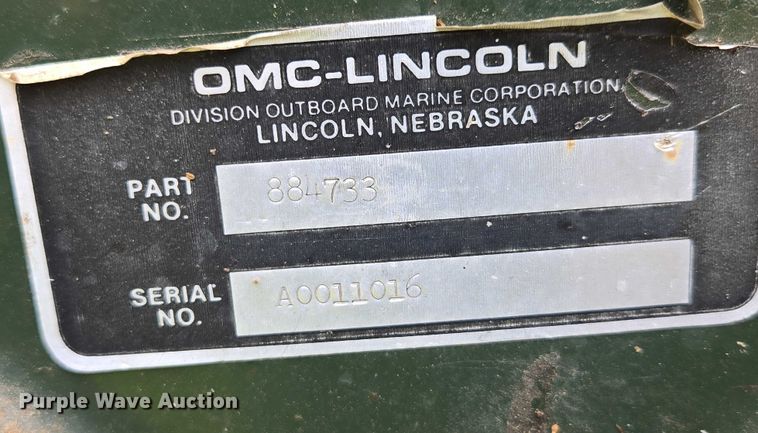 OMC-LINCOLN
DIVISION OUTBOARD MARINE CORPORATION
LINCOLN, NEBRASKA
PART NO. 884733
SERIAL NO. A0011016
Purple Wave Auction